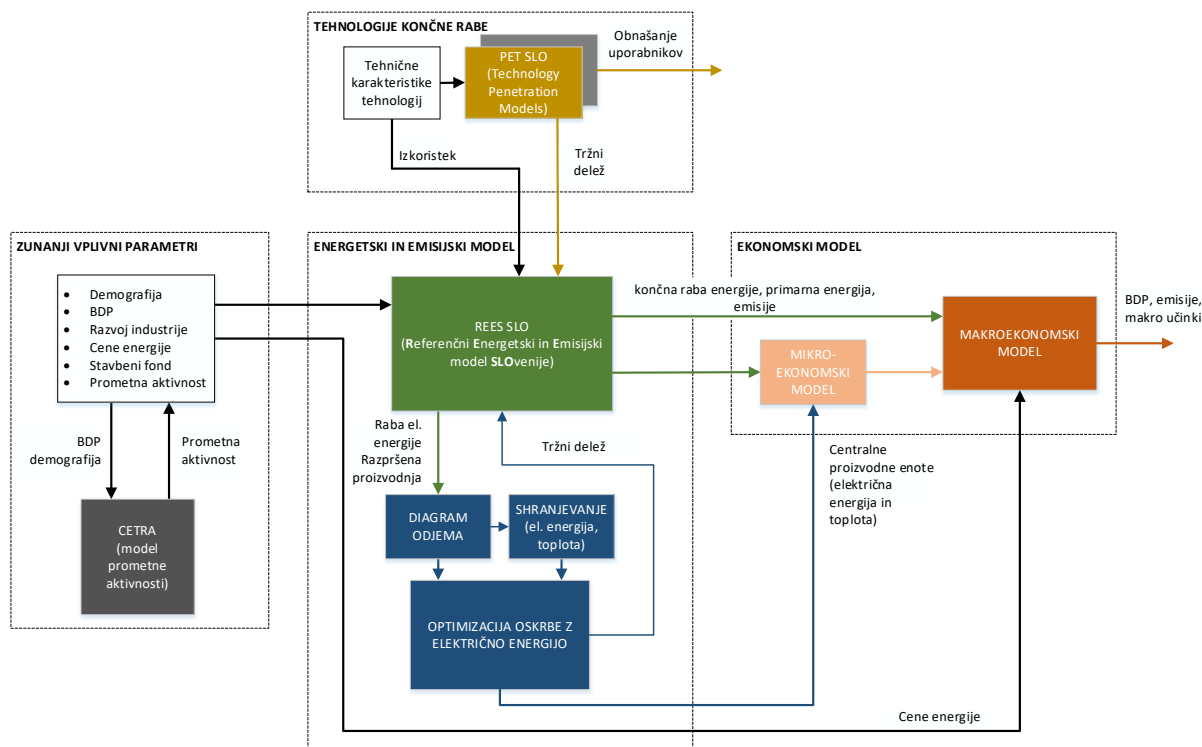 TEHNOLOGIJE KONČNE RABE
Tehnične
karakteristike
tehnologij
PET SLO
(Technology
Penetration
Models)
Obnašanje
uporabnikov
Izkoristek
Tržni
delež
ZUNANJI VPLIVNI PARAMETRI
• Demografija
• BDP
• Razvoj industrije
• Cene energije
• Stavbeni fond
• Prometna aktivnost
BDP
demografija
Prometna
aktivnost
CETRA
(model
prometne
aktivnosti)
ENERGETSKI IN EMISIJSKI MODEL
REES SLO
(Referenčni Energetski in Emisijski
model SLOvenije)
Raba el.
energije
Razpršena
proizvodnja
Tržni delež
DIAGRAM
ODJEMA
SHRANJEVANJE
(el. energija,
toplota)
OPTIMIZACIJA OSKRBE Z
ELEKTRIČNO ENERGIJO
EKONOMSKI MODEL
končna raba energije, primarna energija,
emisije
MIKRO-
EKONOMSKI
MODEL
MAKROEKONOMSKI
MODEL
BDP, emisije,
makro učinki
Centralne
proizvodne enote
(električna
energija in
toplota)
Cene energije